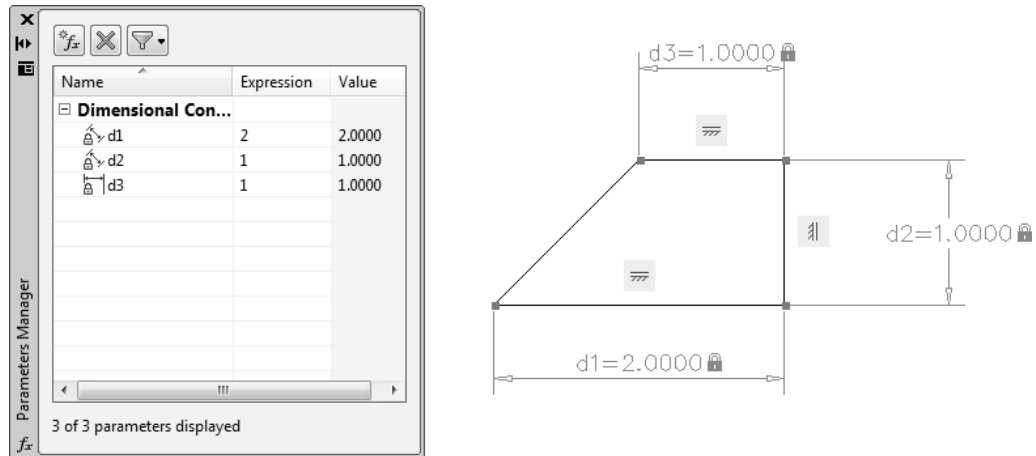 Name Expression Value
Dimensional Con...
d1 2 2.0000
d2 1 1.0000
d3 1 1.0000
3 of 3 parameters displayed
Parameters Manager
fx
d3=1.0000
d2=1.0000
d1=2.0000